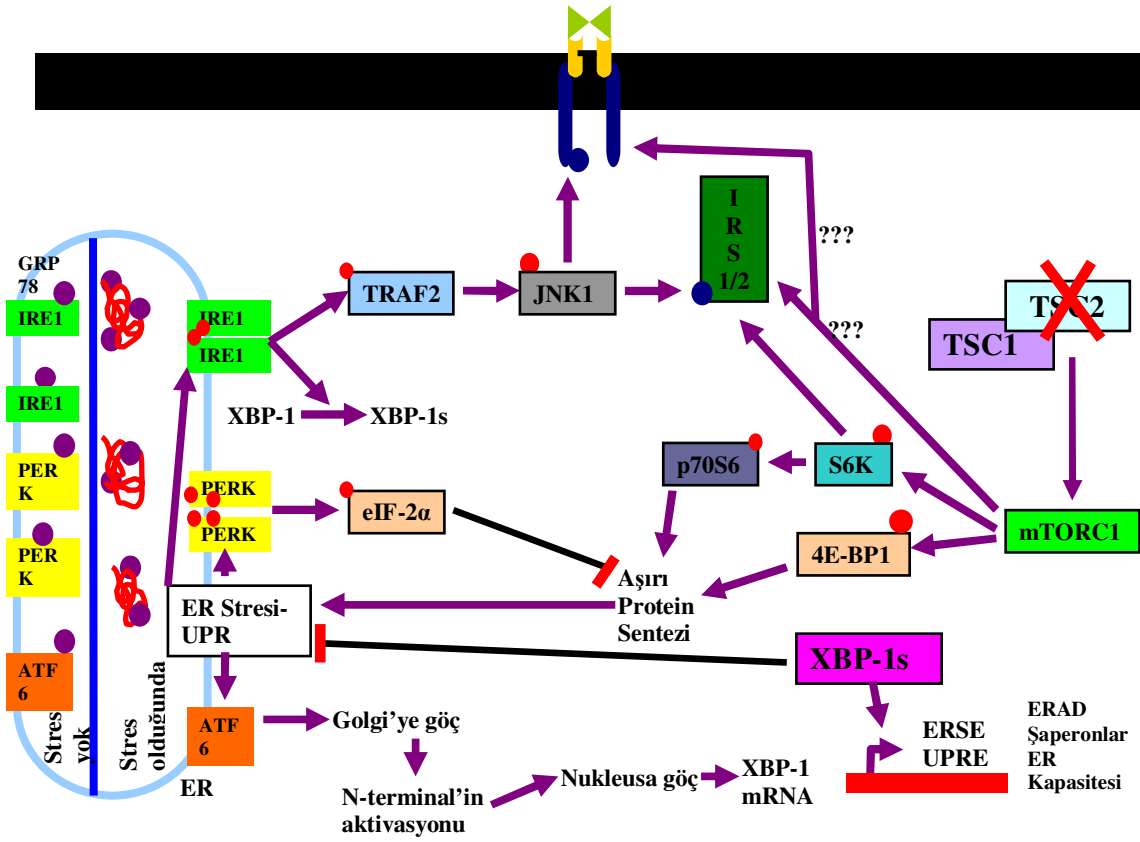 GRP
78
IRE1
IRE1
PER
K
PER
K
ATF
6
Stres
yok
Stres
olduğunda
IRE1
IRE1
PERK
PERK
ER Stresi-
UPR
ATF
6
ER
TRAF2
JNK1
I
R
S
1/2
???
???
TSC2
TSC1
XBP-1
XBP-1s
p70S6
S6K
eIF-2α
4E-BP1
mTORC1
Aşırı
Protein
Sentezi
XBP-1s
Golgi’ye göç
N-terminal’in
aktivasyonu
Nukleusa göç
XBP-1
mRNA
ERSE
UPRE
ERAD
Şaperonlar
ER
Kapasitesi